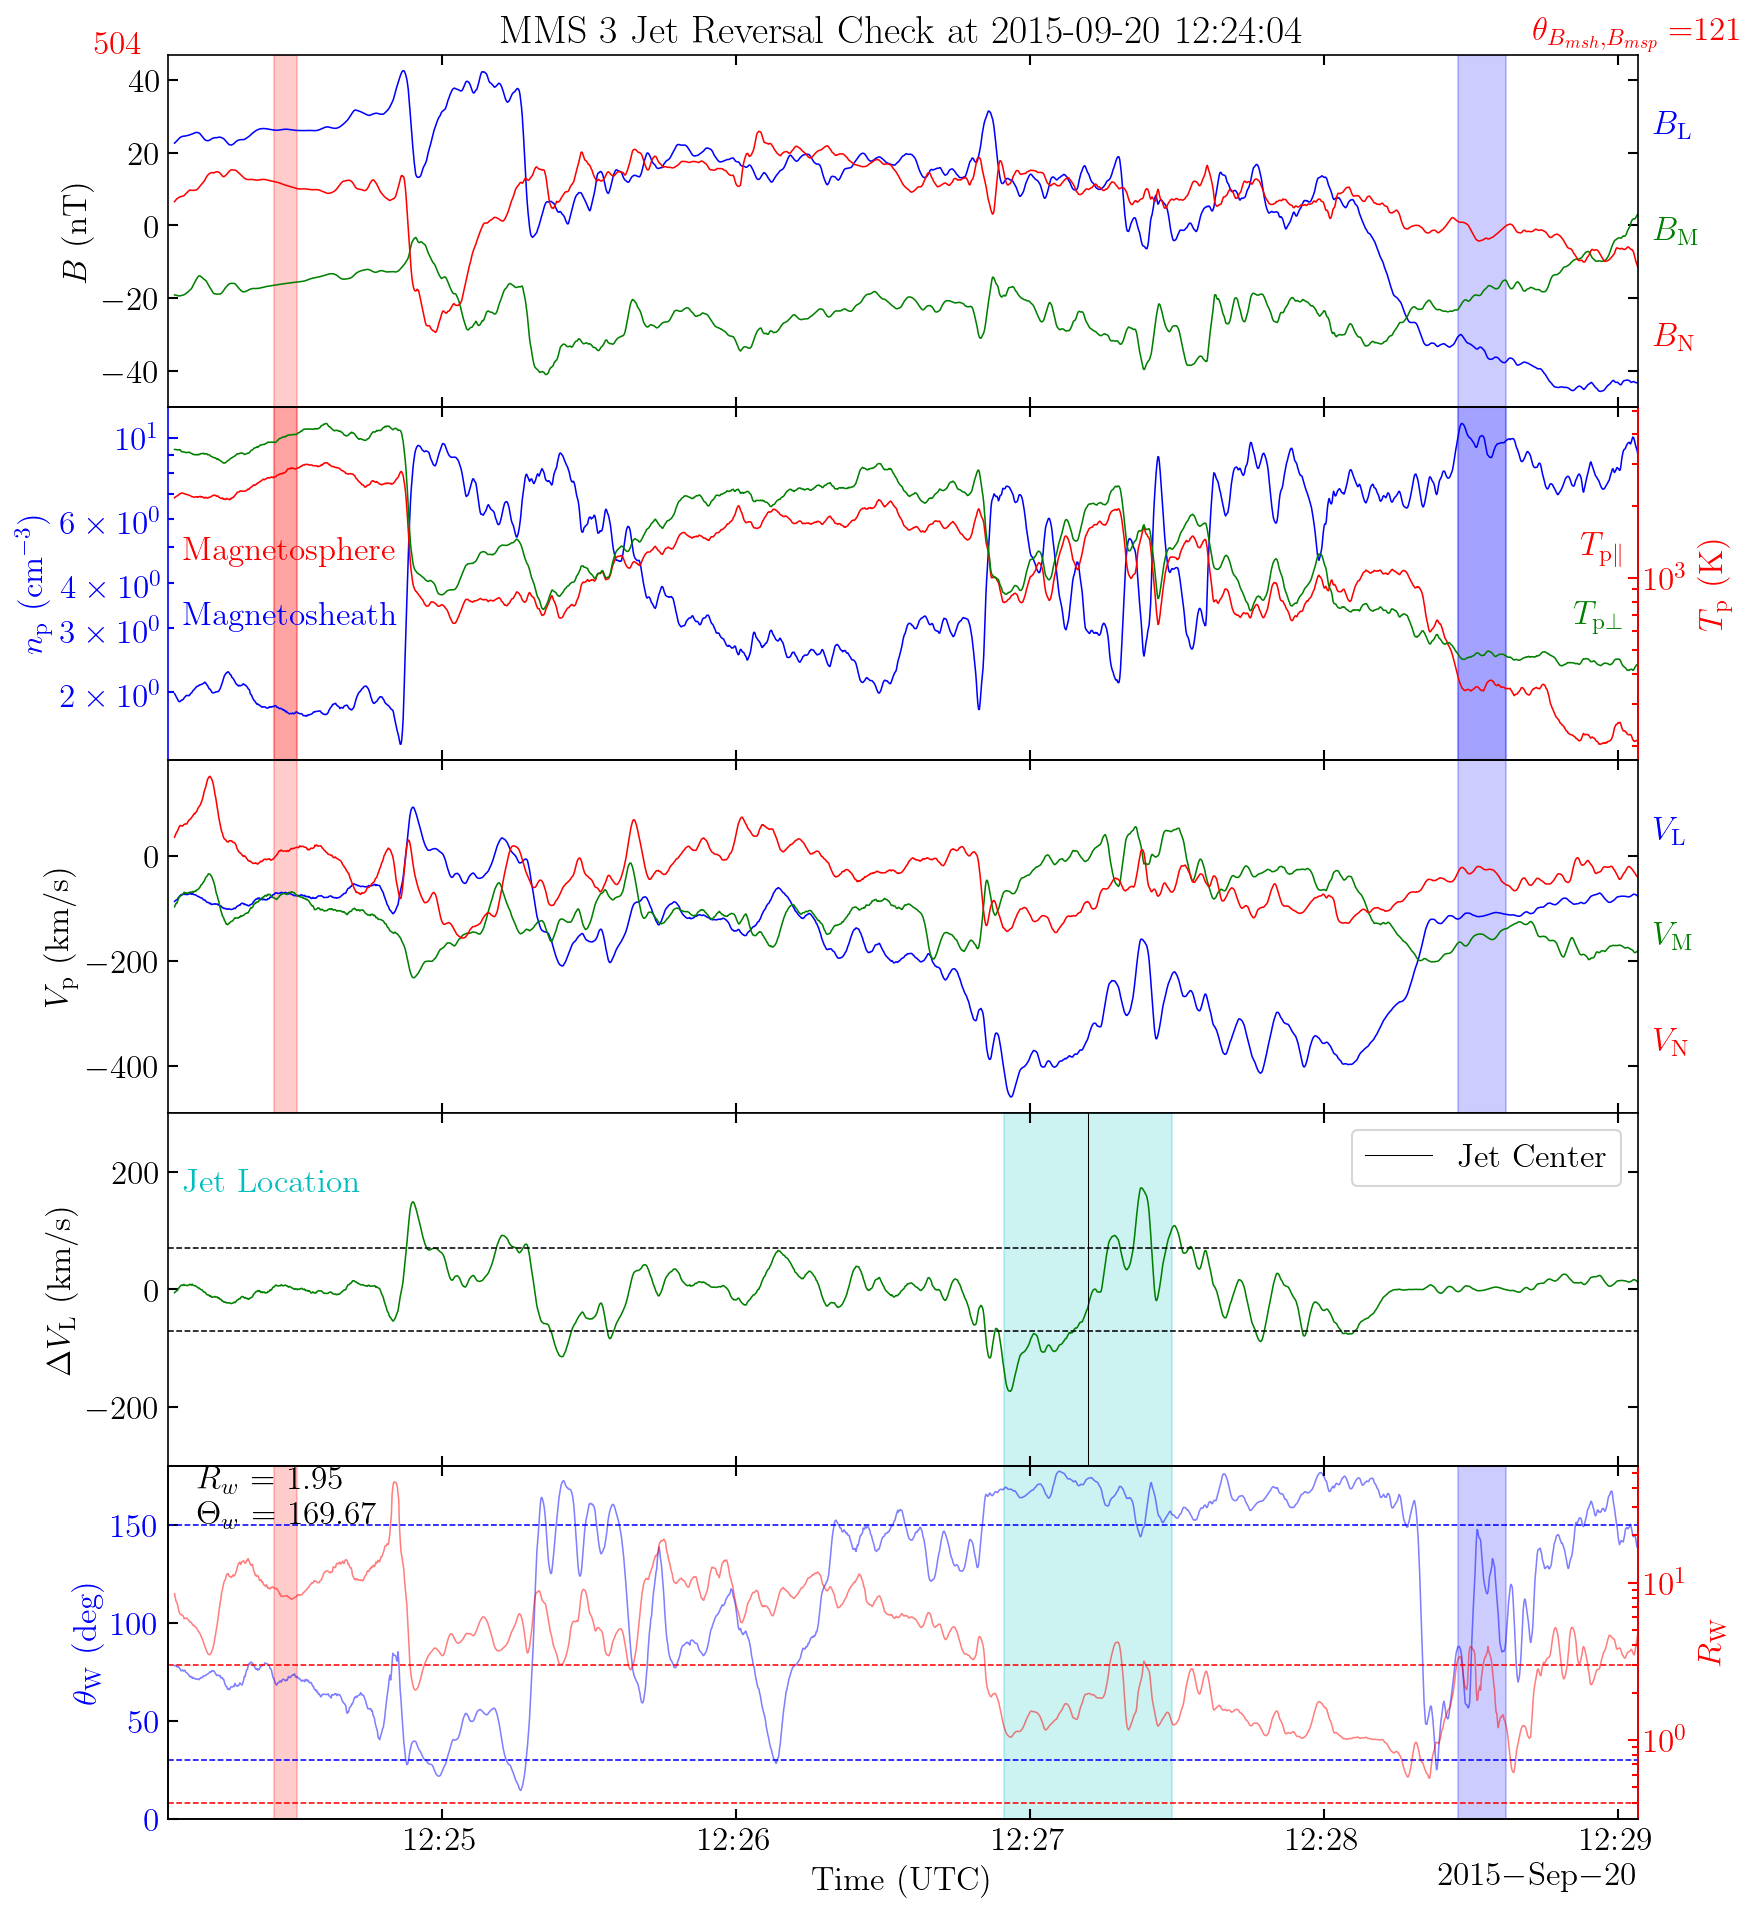 MMS 3 Jet Reversal Check at 2015-09-20 12:24:04
504
θ_{B_{msh},B_{msp}} =121
40
20
0
−20
−40
B (nT)
B_L
B_M
B_N
10^1
6 × 10^0
4 × 10^0
3 × 10^0
2 × 10^0
n_p (cm^{−3})
Magnetosphere
Magnetosheath
T_{p∥}
T_{p⊥}
10^3
T_p (K)
0
−200
−400
V_p (km/s)
V_L
V_M
V_N
200
0
−200
ΔV_L (km/s)
Jet Location
Jet Center
R_w = 1.95
Θ_w = 169.67
150
100
50
0
θ_W (deg)
10^1
10^0
R_W
12:25
12:26
12:27
12:28
12:29
Time (UTC)
2015−Sep−20